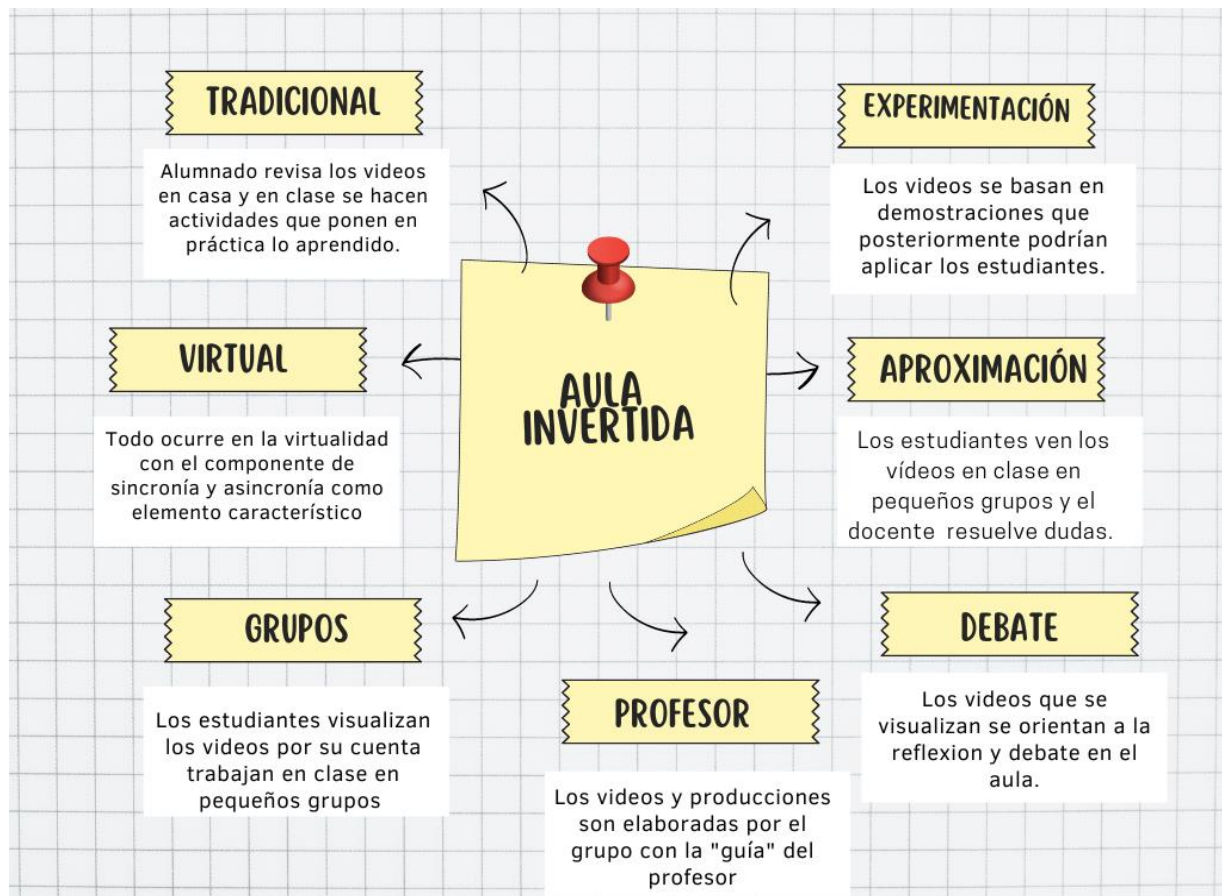 TRADICIONAL
Alumnado revisa los videos
en casa y en clase se hacen
actividades que ponen en
práctica lo aprendido.
EXPERIMENTACIÓN
Los videos se basan en
demostraciones que
posteriormente podrían
aplicar los estudiantes.
VIRTUAL
Todo ocurre en la virtualidad
con el componente de
sincronía y asincronía como
elemento característico
AULA
INVERTIDA
APROXIMACIÓN
Los estudiantes ven los
vídeos en clase en
pequeños grupos y el
docente resuelve dudas.
GRUPOS
Los estudiantes visualizan
los videos por su cuenta
trabajan en clase en
pequeños grupos
PROFESOR
Los videos y producciones
son elaboradas por el
grupo con la "guía" del
profesor
DEBATE
Los videos que se
visualizan se orientan a la
reflexion y debate en el
aula.